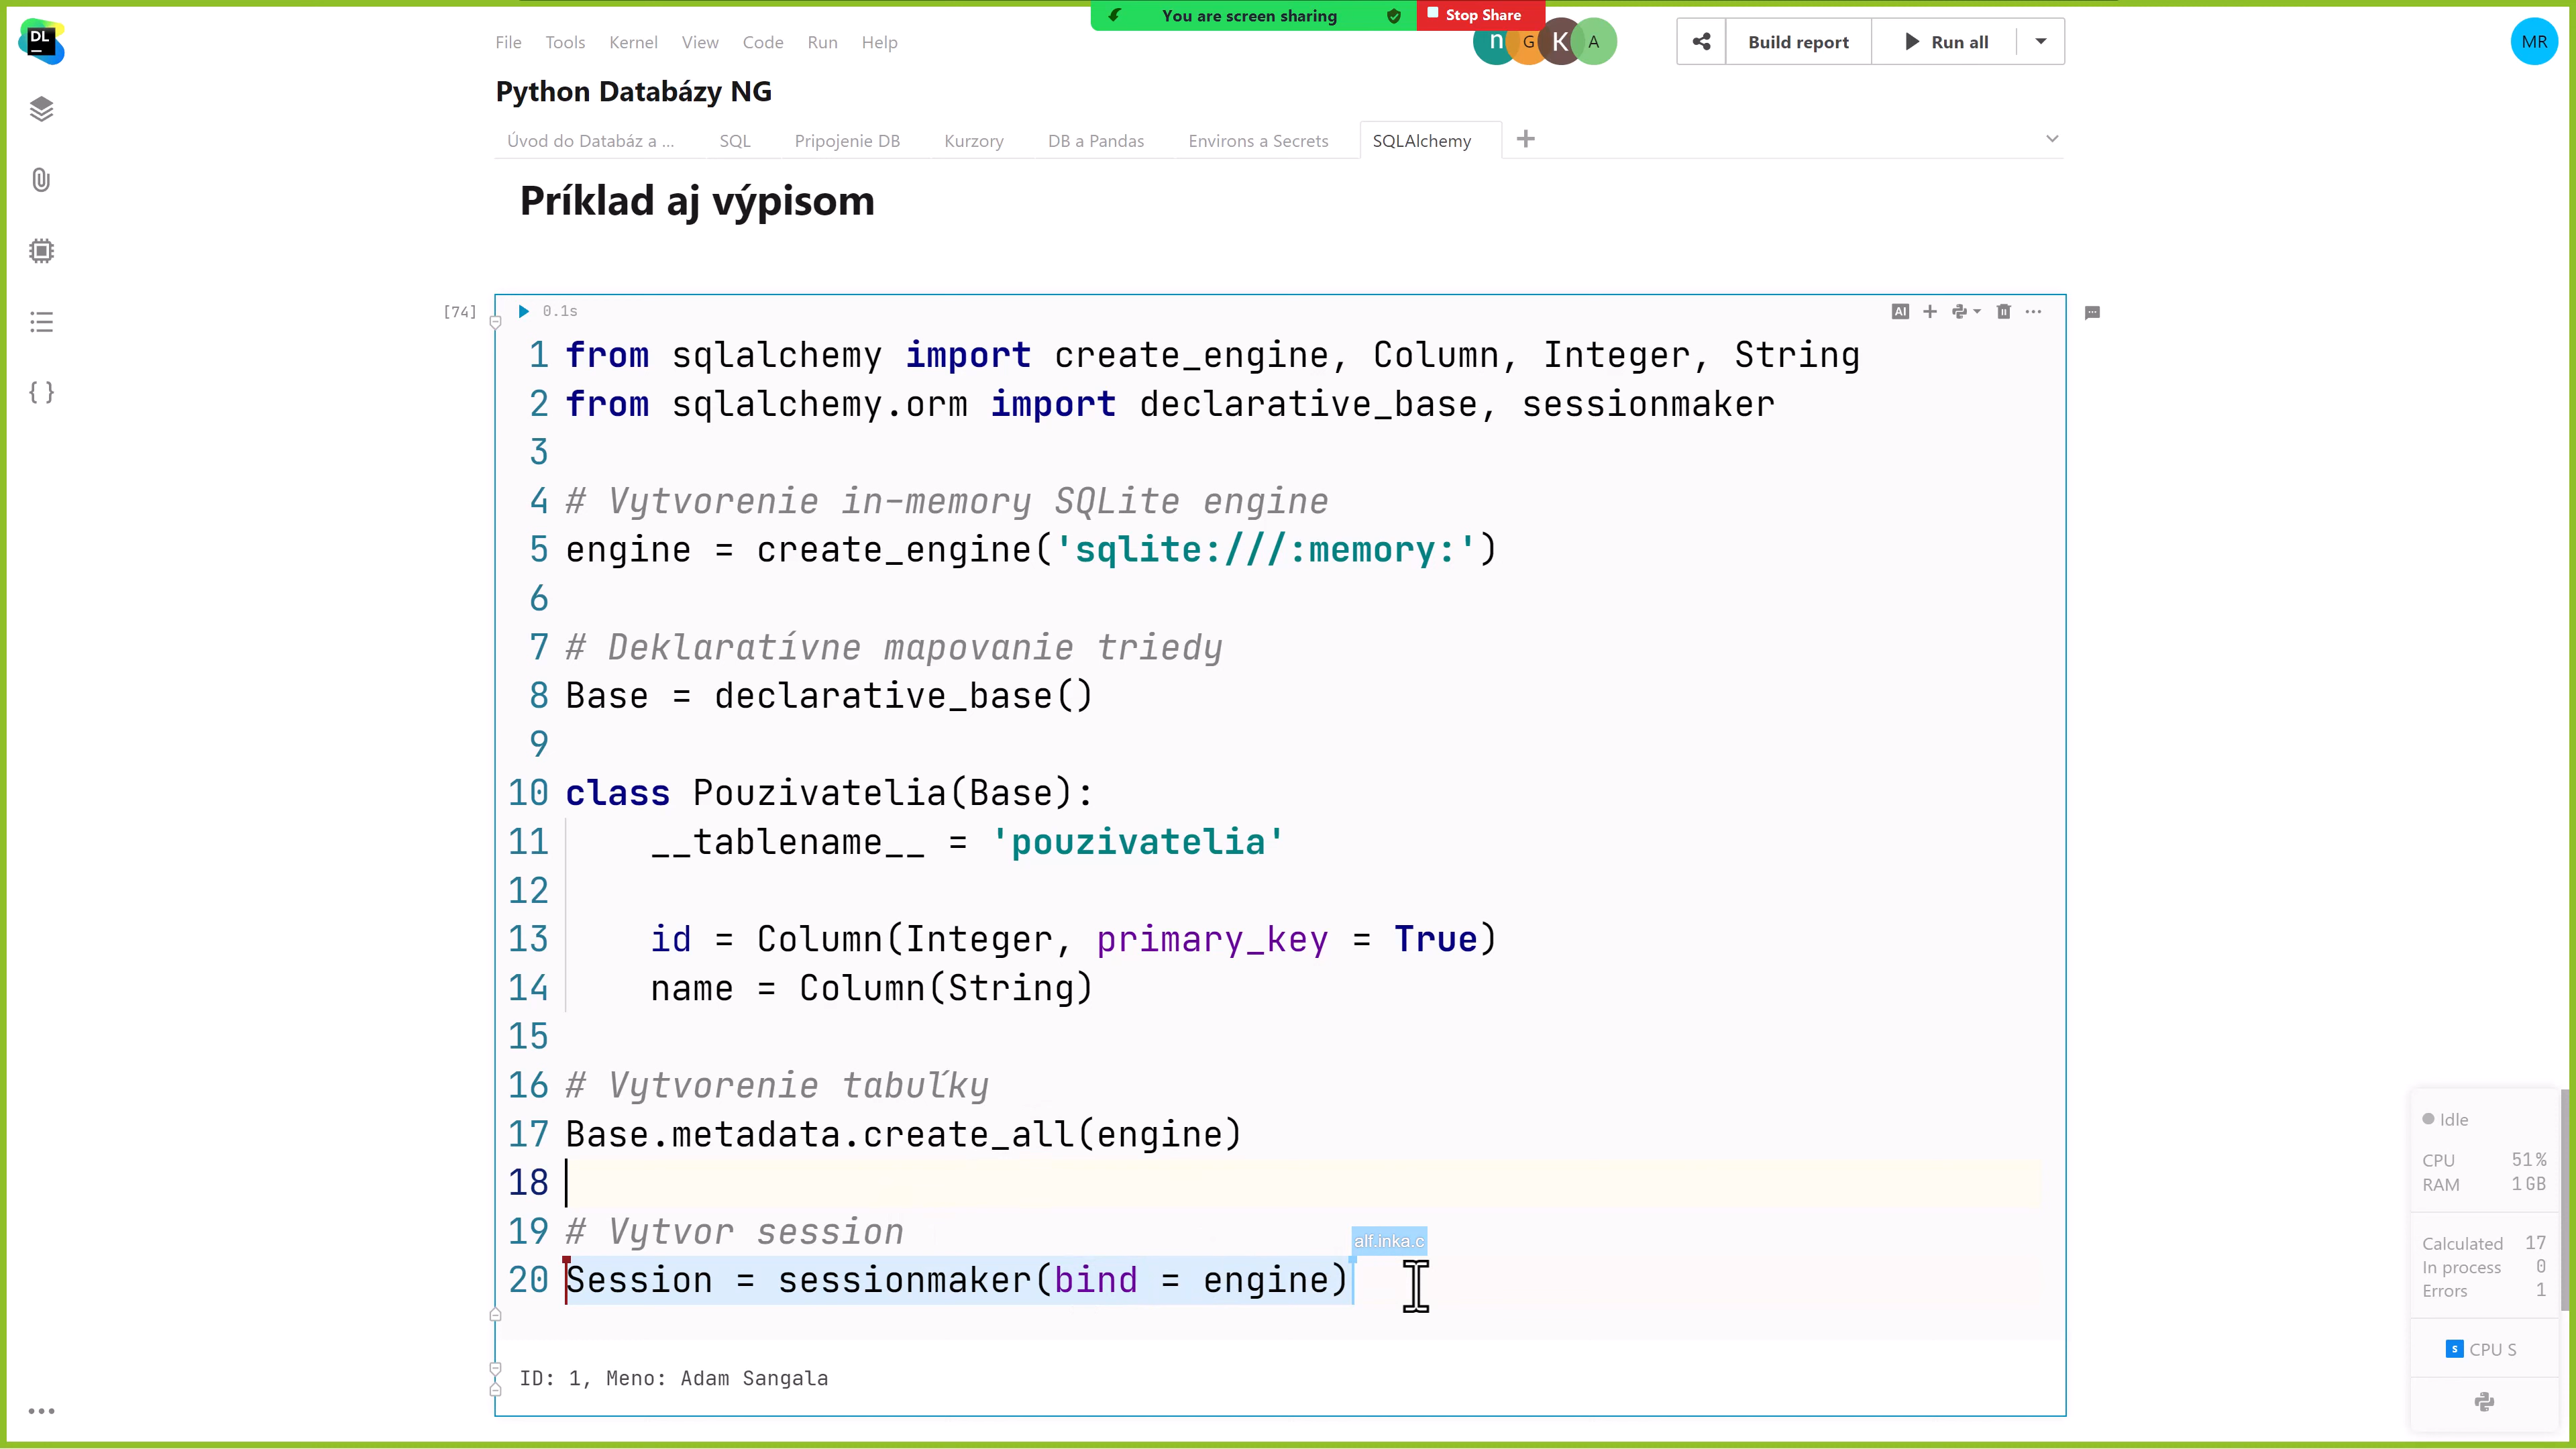 You are screen sharing
Stop Share
DL
File Tools Kernel View Code Run Help
n G K A
Build report
Run all
MR
Python Databázy NG
Úvod do Databáz a ... SQL Pripojenie DB Kurzory DB a Pandas Environs a Secrets SQLAlchemy
Príklad aj výpisom
[74] 0.1s
AI
1 from sqlalchemy import create_engine, Column, Integer, String
2 from sqlalchemy.orm import declarative_base, sessionmaker
3
4 # Vytvorenie in-memory SQLite engine
5 engine = create_engine('sqlite:///:memory:')
6
7 # Deklaratívne mapovanie triedy
8 Base = declarative_base()
9
10 class Pouzivatelia(Base):
11 __tablename__ = 'pouzivatelia'
12
13 id = Column(Integer, primary_key = True)
14 name = Column(String)
15
16 # Vytvorenie tabuľky
17 Base.metadata.create_all(engine)
18
19 # Vytvor session
alf.inka.c
20 Session = sessionmaker(bind = engine)
ID: 1, Meno: Adam Sangala
Idle
CPU 51%
RAM 1 GB
Calculated 17
In process 0
Errors 1
S CPU S